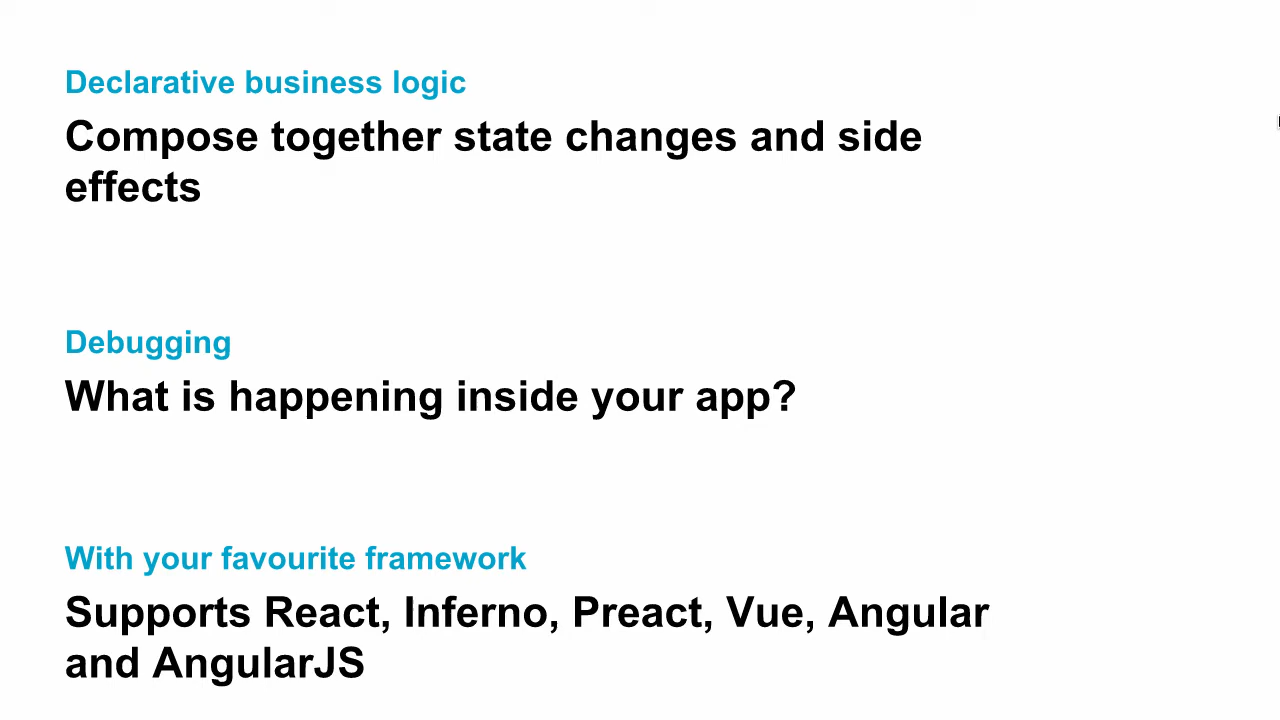 Declarative business logic
Compose together state changes and side
effects
Debugging
What is happening inside your app?
With your favourite framework
Supports React, Inferno, Preact, Vue, Angular
and AngularJS